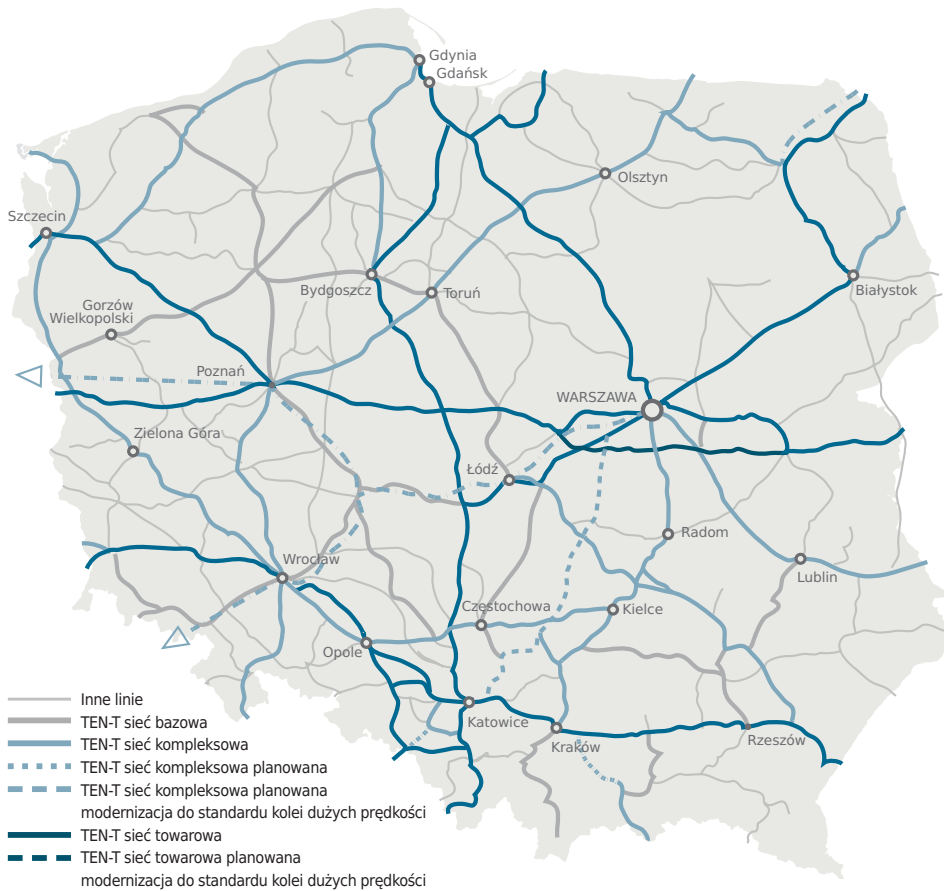 Gdynia
Gdańsk
Olsztyn
Szczecin
Białystok
Bydgoszcz
Toruń
Gorzów
Wielkopolski
Poznań
WARSZAWA
Zielona Góra
Łódź
Radom
Wrocław
Lublin
Częstochowa
Kielce
Opole
Katowice
Kraków
Rzeszów
Inne linie
TEN-T sieć bazowa
TEN-T sieć kompleksowa
TEN-T sieć kompleksowa planowana
TEN-T sieć kompleksowa planowana
modernizacja do standardu kolei dużych prędkości
TEN-T sieć towarowa
TEN-T sieć towarowa planowana
modernizacja do standardu kolei dużych prędkości